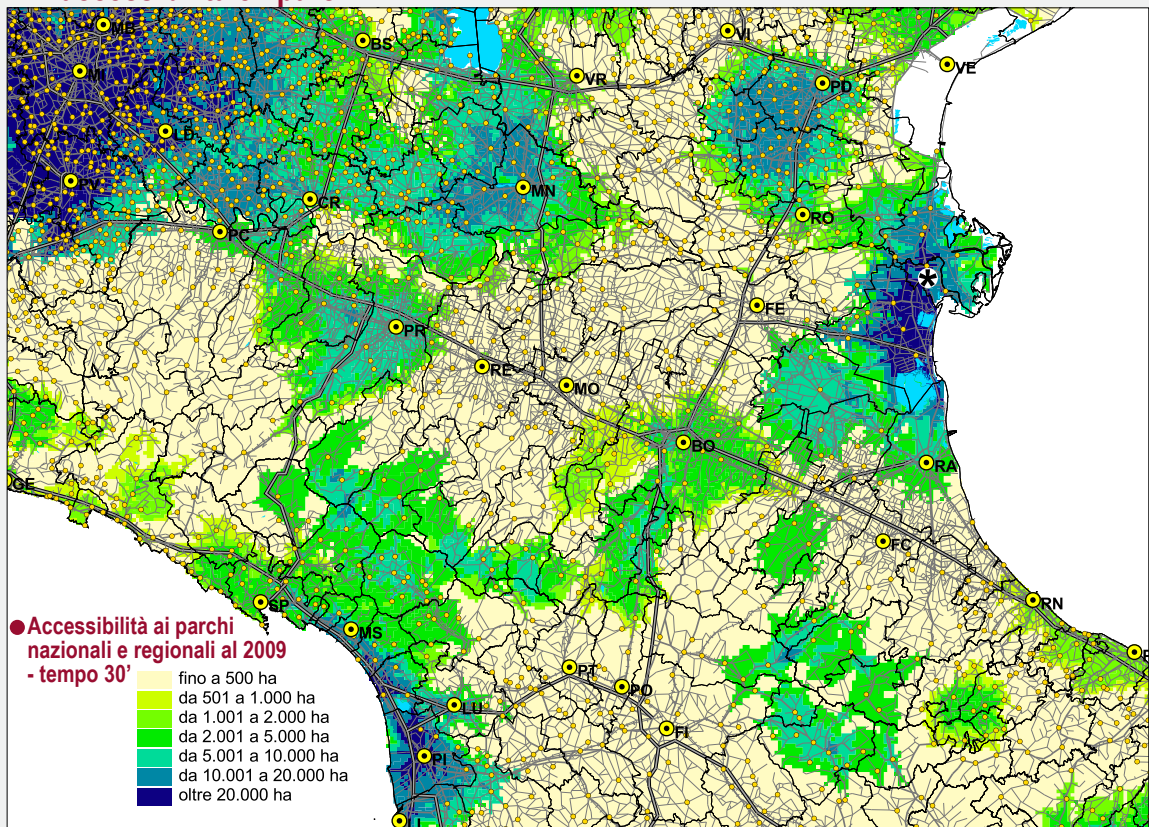 MI
BS
VI
VE
VR
PD
MN
CR
PC
RO
FE
PR
RE
MO
BO
RA
GE
FC
RN
SP
MS
Accessibilità ai parchi
nazionali e regionali al 2009
- tempo 30’
fino a 500 ha
da 501 a 1.000 ha
da 1.001 a 2.000 ha
da 2.001 a 5.000 ha
da 5.001 a 10.000 ha
da 10.001 a 20.000 ha
oltre 20.000 ha
PT
PO
LU
FI
PI